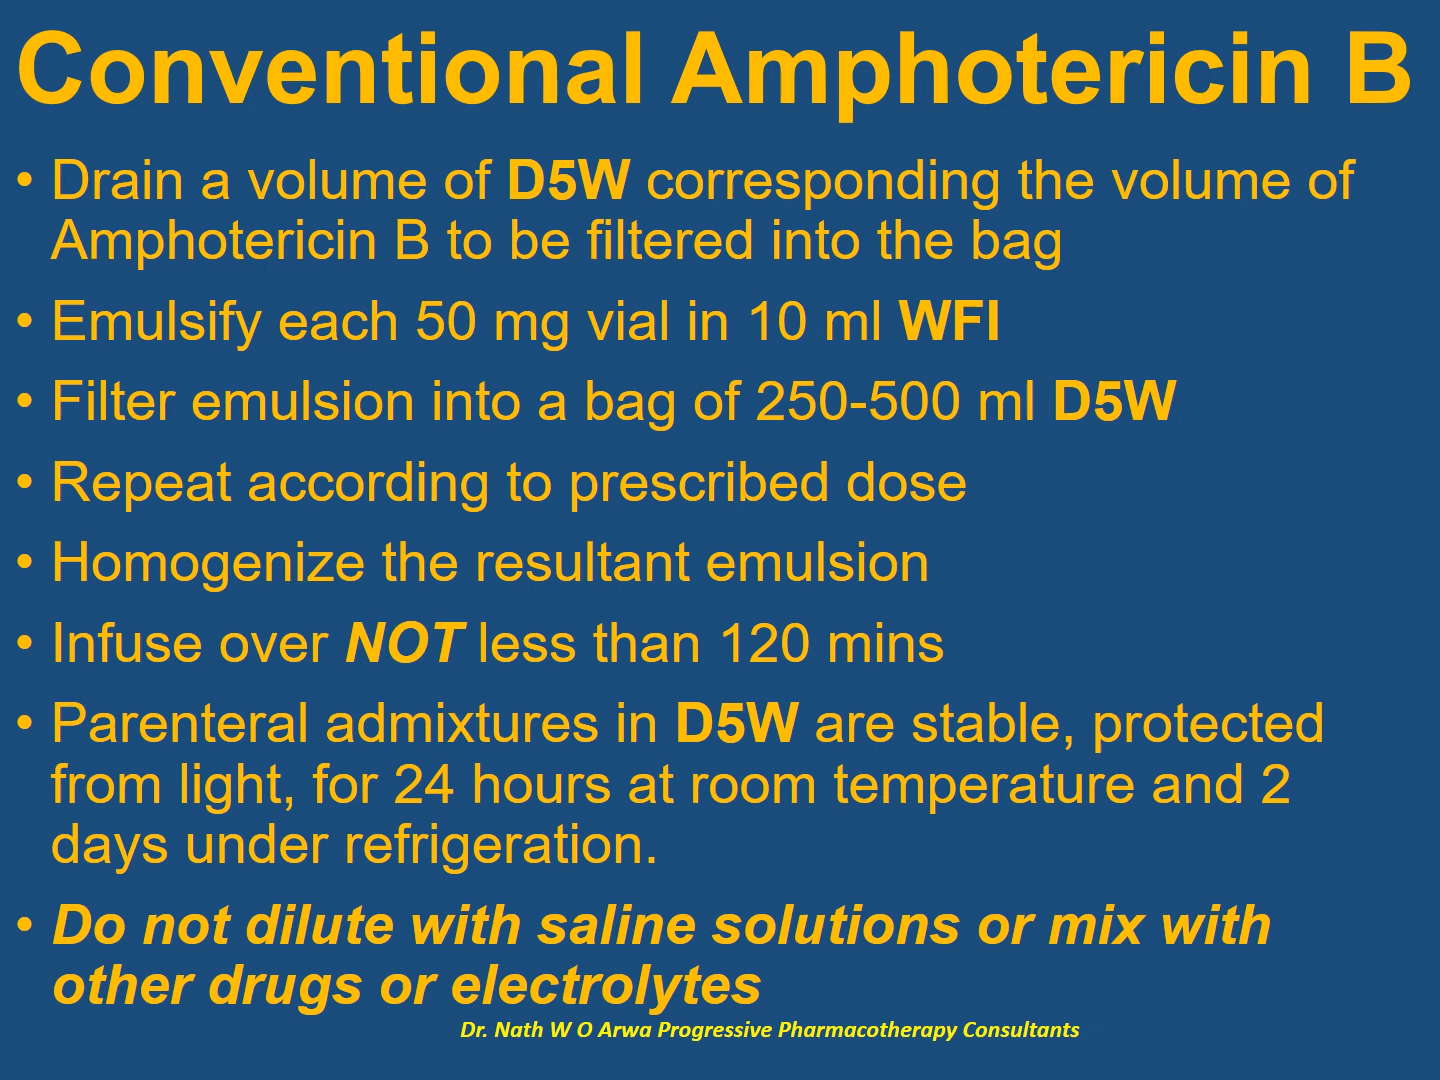 Conventional Amphotericin B
• Drain a volume of D5W corresponding the volume of
Amphotericin B to be filtered into the bag
• Emulsify each 50 mg vial in 10 ml WFI
• Filter emulsion into a bag of 250-500 ml D5W
• Repeat according to prescribed dose
• Homogenize the resultant emulsion
• Infuse over NOT less than 120 mins
• Parenteral admixtures in D5W are stable, protected
from light, for 24 hours at room temperature and 2
days under refrigeration.
• Do not dilute with saline solutions or mix with
other drugs or electrolytes
Dr. Nath W O Arwa Progressive Pharmacotherapy Consultants